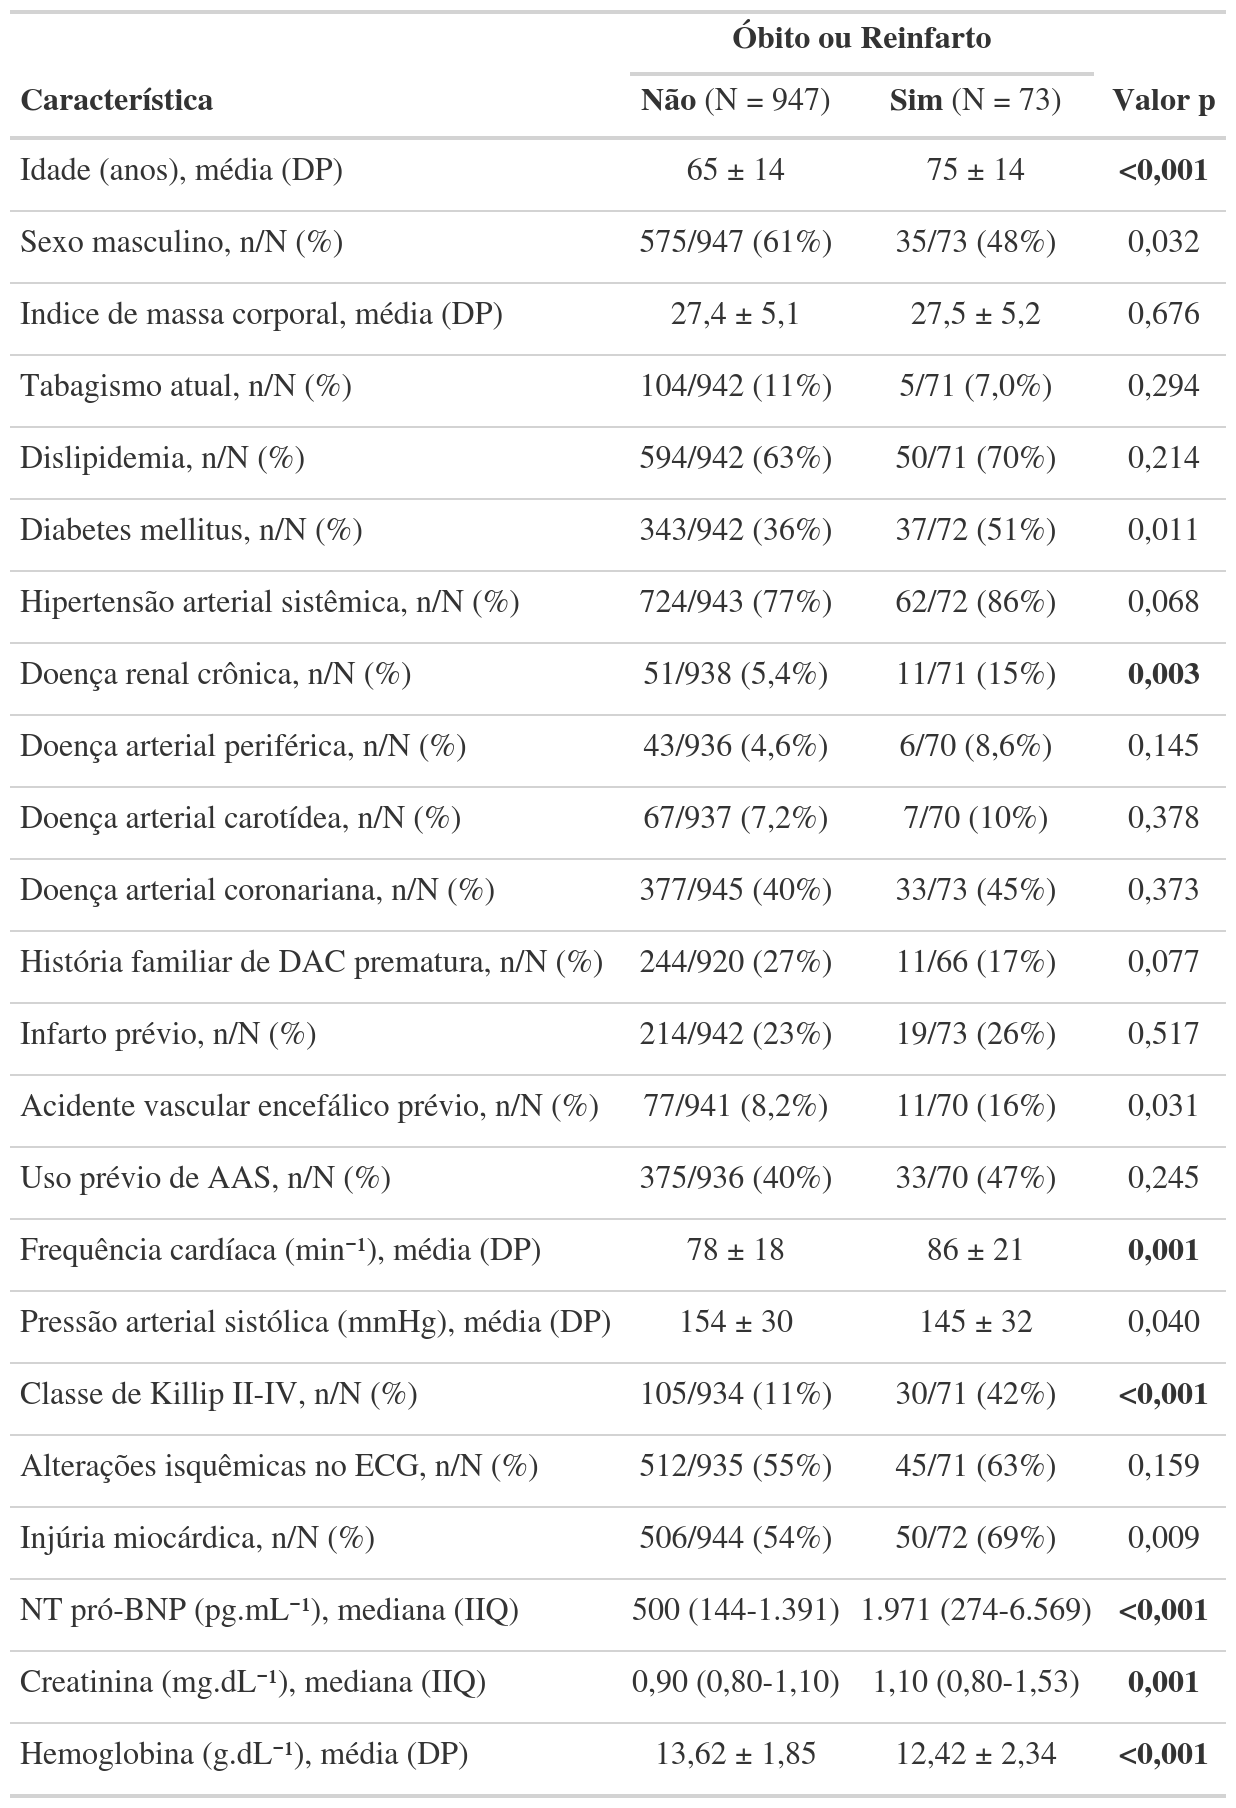 Óbito ou Reinfarto
Característica Não (N = 947) Sim (N = 73) Valor p
Idade (anos), média (DP) 65 ± 14 75 ± 14 <0,001
Sexo masculino, n/N (%) 575/947 (61%) 35/73 (48%) 0,032
Indice de massa corporal, média (DP) 27,4 ± 5,1 27,5 ± 5,2 0,676
Tabagismo atual, n/N (%) 104/942 (11%) 5/71 (7,0%) 0,294
Dislipidemia, n/N (%) 594/942 (63%) 50/71 (70%) 0,214
Diabetes mellitus, n/N (%) 343/942 (36%) 37/72 (51%) 0,011
Hipertensão arterial sistêmica, n/N (%) 724/943 (77%) 62/72 (86%) 0,068
Doença renal crônica, n/N (%) 51/938 (5,4%) 11/71 (15%) 0,003
Doença arterial periférica, n/N (%) 43/936 (4,6%) 6/70 (8,6%) 0,145
Doença arterial carotídea, n/N (%) 67/937 (7,2%) 7/70 (10%) 0,378
Doença arterial coronariana, n/N (%) 377/945 (40%) 33/73 (45%) 0,373
História familiar de DAC prematura, n/N (%) 244/920 (27%) 11/66 (17%) 0,077
Infarto prévio, n/N (%) 214/942 (23%) 19/73 (26%) 0,517
Acidente vascular encefálico prévio, n/N (%) 77/941 (8,2%) 11/70 (16%) 0,031
Uso prévio de AAS, n/N (%) 375/936 (40%) 33/70 (47%) 0,245
Frequência cardíaca (min⁻¹), média (DP) 78 ± 18 86 ± 21 0,001
Pressão arterial sistólica (mmHg), média (DP) 154 ± 30 145 ± 32 0,040
Classe de Killip II-IV, n/N (%) 105/934 (11%) 30/71 (42%) <0,001
Alterações isquêmicas no ECG, n/N (%) 512/935 (55%) 45/71 (63%) 0,159
Injúria miocárdica, n/N (%) 506/944 (54%) 50/72 (69%) 0,009
NT pró-BNP (pg.mL⁻¹), mediana (IIQ) 500 (144-1.391) 1.971 (274-6.569) <0,001
Creatinina (mg.dL⁻¹), mediana (IIQ) 0,90 (0,80-1,10) 1,10 (0,80-1,53) 0,001
Hemoglobina (g.dL⁻¹), média (DP) 13,62 ± 1,85 12,42 ± 2,34 <0,001